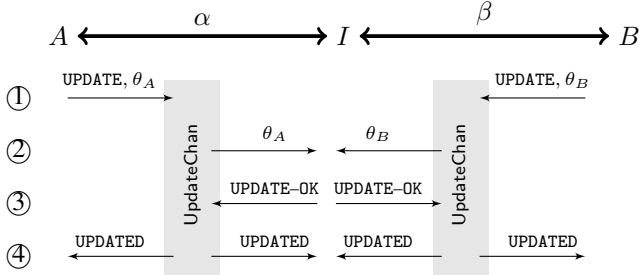 α β
A I B
① UPDATE, θ_A UPDATE, θ_B
UpdateChan UpdateChan
② θ_A θ_B
③ UPDATE–OK UPDATE–OK
④ UPDATED UPDATED UPDATED UPDATED